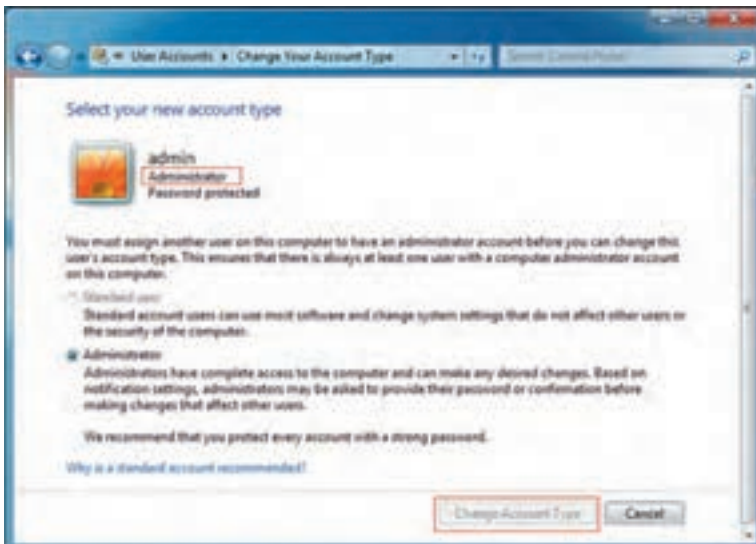 User Accounts ▸ Change Your Account Type
Search Control Panel
Select your new account type
admin
Administrator
Password protected
You must assign another user on this computer to have an administrator account before you can change this
user's account type. This ensures that there is always at least one user with a computer administrator account
on this computer.
Standard user
Standard account users can use most software and change system settings that do not affect other users or
the security of the computer.
Administrator
Administrators have complete access to the computer and can make any desired changes. Based on
notification settings, administrators may be asked to provide their password or confirmation before
making changes that affect other users.
We recommend that you protect every account with a strong password.
Why is a standard account recommended?
Change Account Type
Cancel